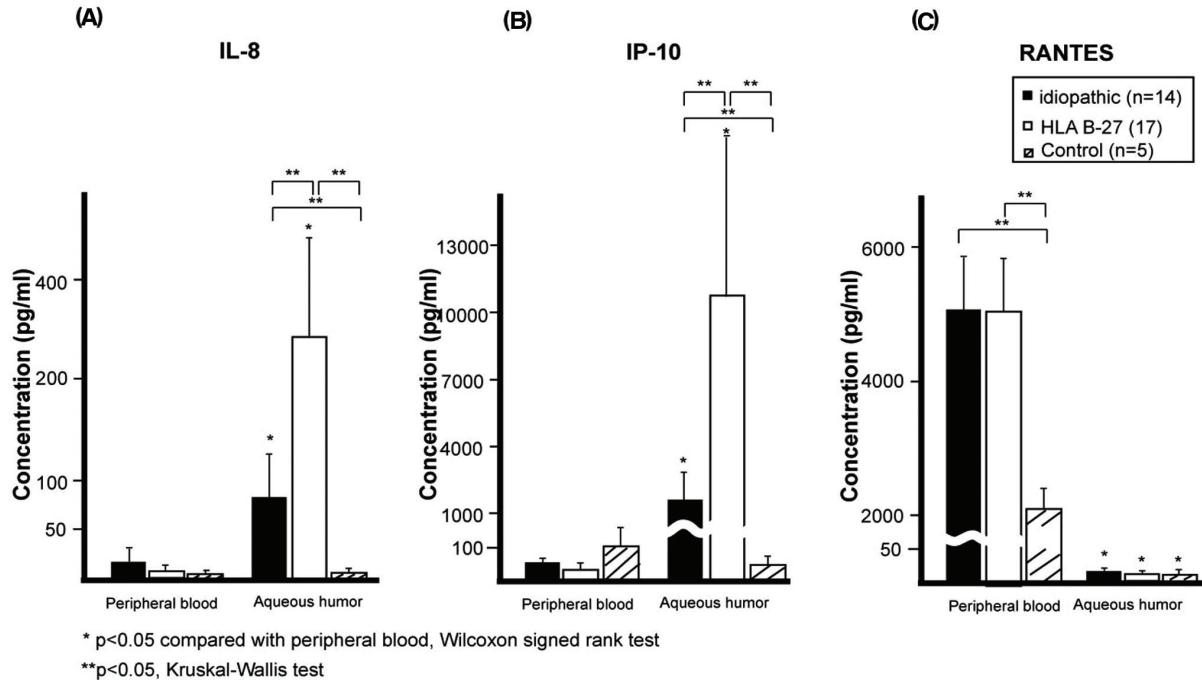 (A)
IL-8
Concentration (pg/ml)
400
200
100
50
**
**
**
*
*
Peripheral blood
Aqueous humor
(B)
IP-10
Concentration (pg/ml)
13000
10000
7000
4000
1000
100
**
**
**
*
*
Peripheral blood
Aqueous humor
(C)
RANTES
idiopathic (n=14)
HLA B-27 (17)
Control (n=5)
Concentration (pg/ml)
6000
4000
2000
50
**
**
*
*
*
Peripheral blood
Aqueous humor
* p<0.05 compared with peripheral blood, Wilcoxon signed rank test
**p<0.05, Kruskal-Wallis test